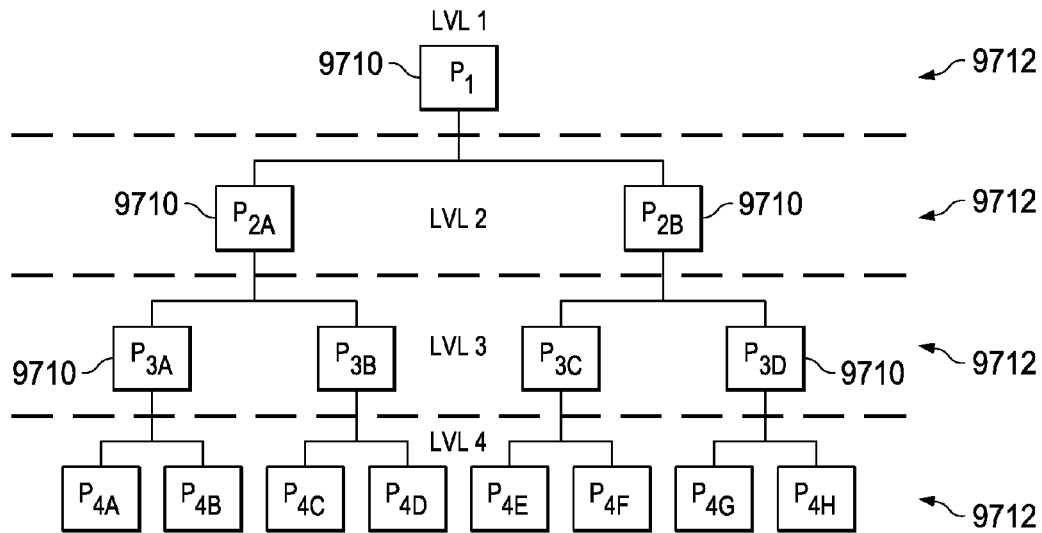 LVL 1
9710 P1 9712
9710 P2A LVL 2 P2B 9710 9712
9710 P3A P3B LVL 3 P3C P3D 9710 9712
LVL 4
P4A P4B P4C P4D P4E P4F P4G P4H 9712